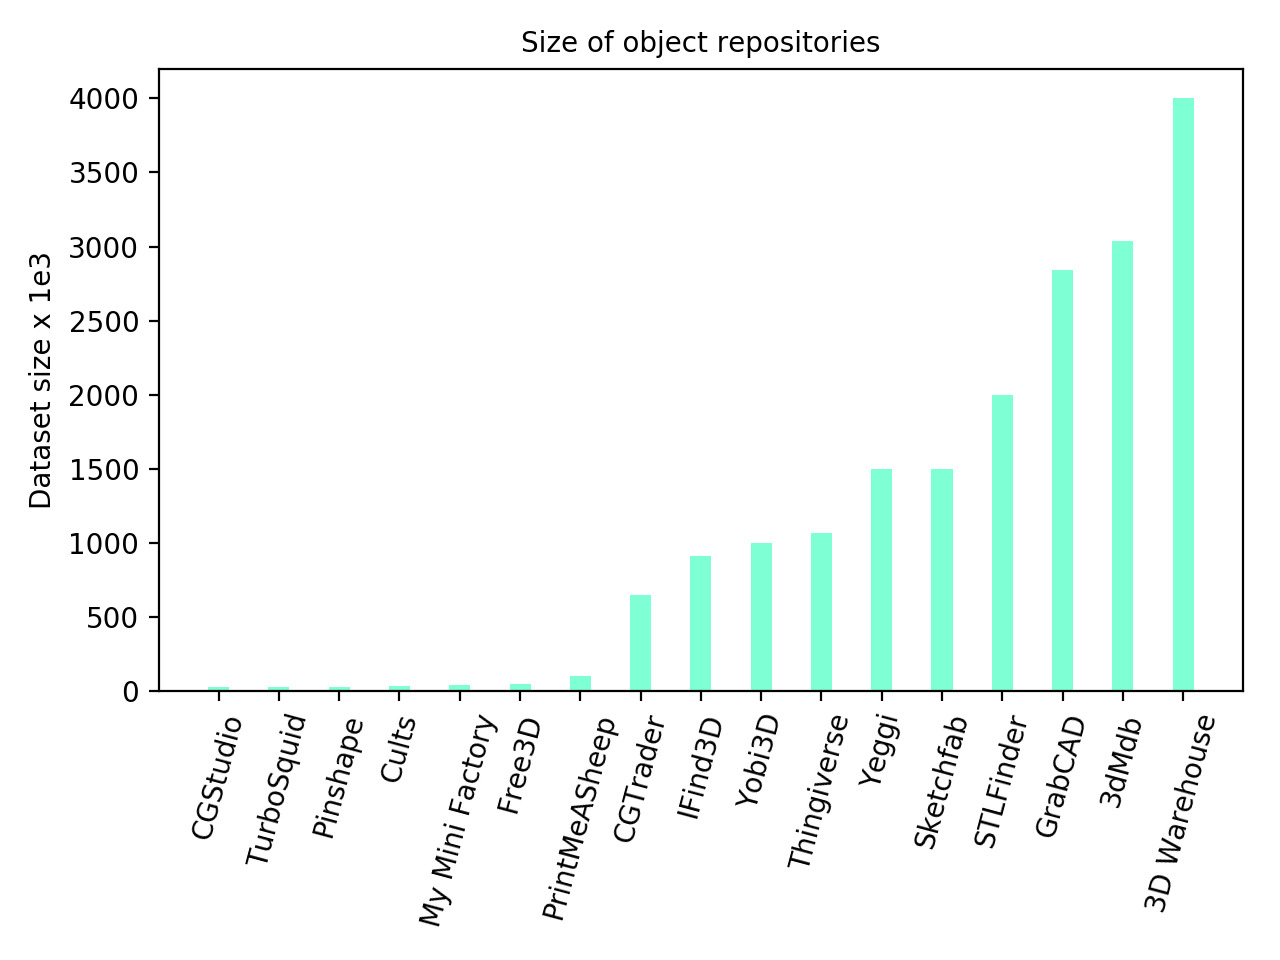 Size of object repositories
Dataset size x 1e3
4000
3500
3000
2500
2000
1500
1000
500
0
CGStudio
TurboSquid
Pinshape
Cults
My Mini Factory
Free3D
PrintMeASheep
CGTrader
IFind3D
Yobi3D
Thingiverse
Yeggi
Sketchfab
STLFinder
GrabCAD
3dMdb
3D Warehouse